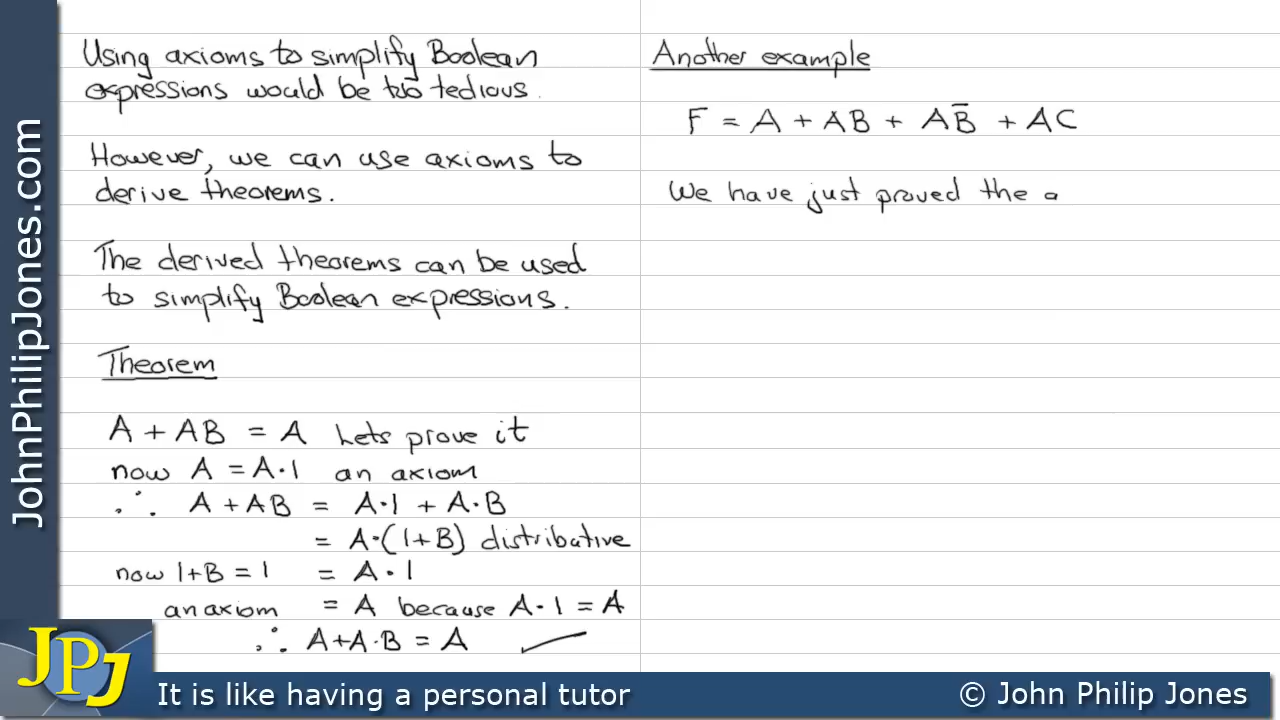 Using axioms to simplify Boolean
expressions would be too tedious.
However, we can use axioms to
derive theorems.
The derived theorems can be used
to simplify Boolean expressions.
Theorem
A + AB = A Lets prove it
now A = A·1 an axiom
∴ A + AB = A·1 + A·B
= A·(1+B) distributive
now 1+B = 1 = A·1
an axiom = A because A·1 = A
∴ A+A·B = A ✓
Another example
F = A + AB + AB̅ + AC
We have just proved the a
JohnPhilipJones.com
JPJ
It is like having a personal tutor
© John Philip Jones